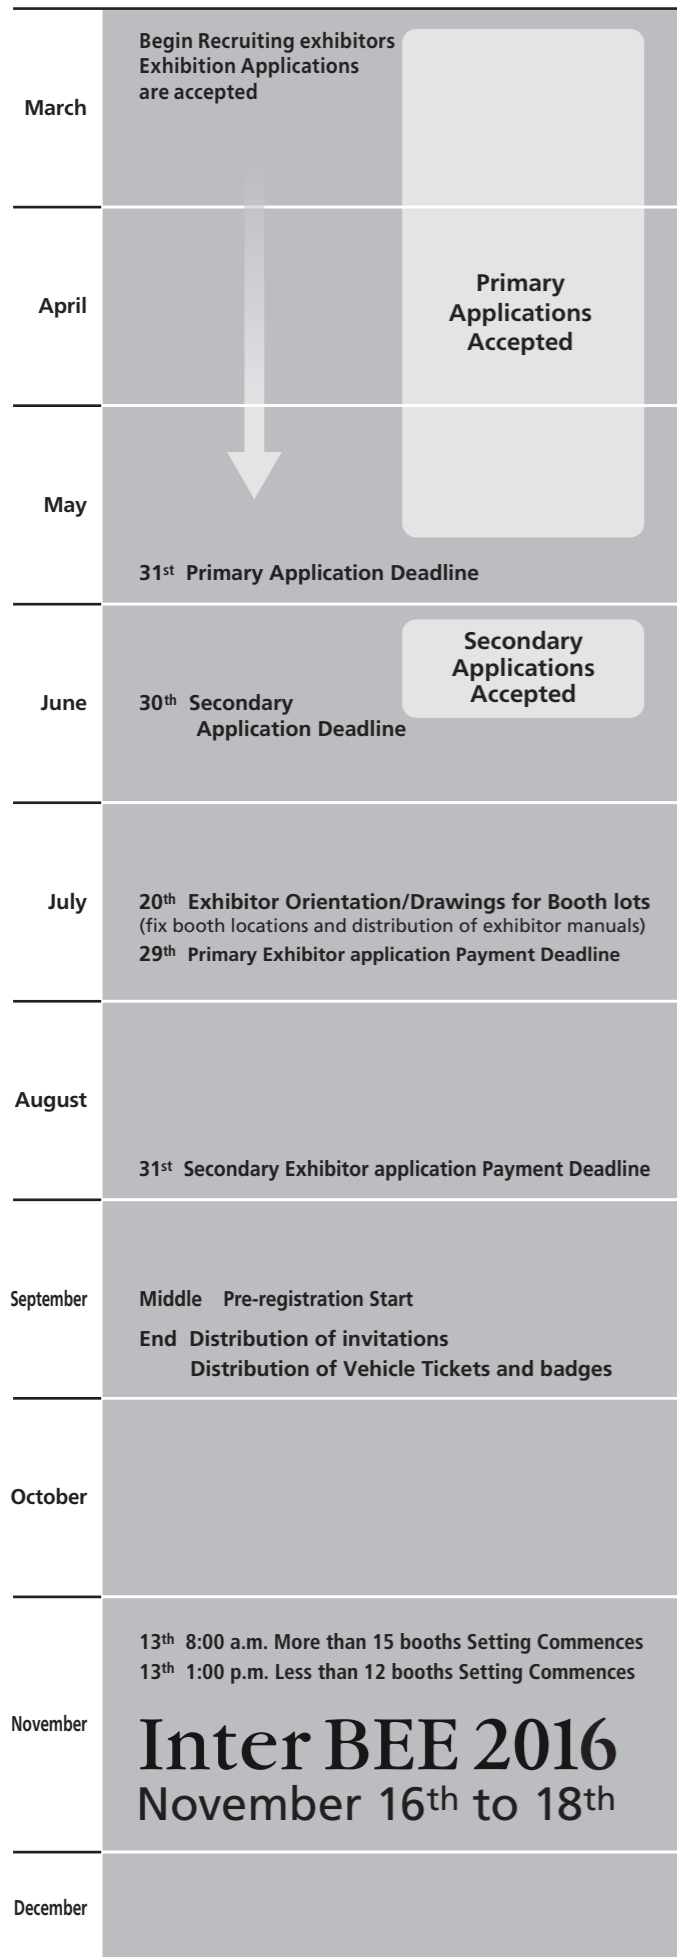 March
Begin Recruiting exhibitors
Exhibition Applications
are accepted
April
Primary
Applications
Accepted
May
31st Primary Application Deadline
June
Secondary
Applications
Accepted
30th Secondary
Application Deadline
July
20th Exhibitor Orientation/Drawings for Booth lots
(fix booth locations and distribution of exhibitor manuals)
29th Primary Exhibitor application Payment Deadline
August
31st Secondary Exhibitor application Payment Deadline
September
Middle Pre-registration Start
End Distribution of invitations
Distribution of Vehicle Tickets and badges
October
November
13th 8:00 a.m. More than 15 booths Setting Commences
13th 1:00 p.m. Less than 12 booths Setting Commences
Inter BEE 2016
November 16th to 18th
December